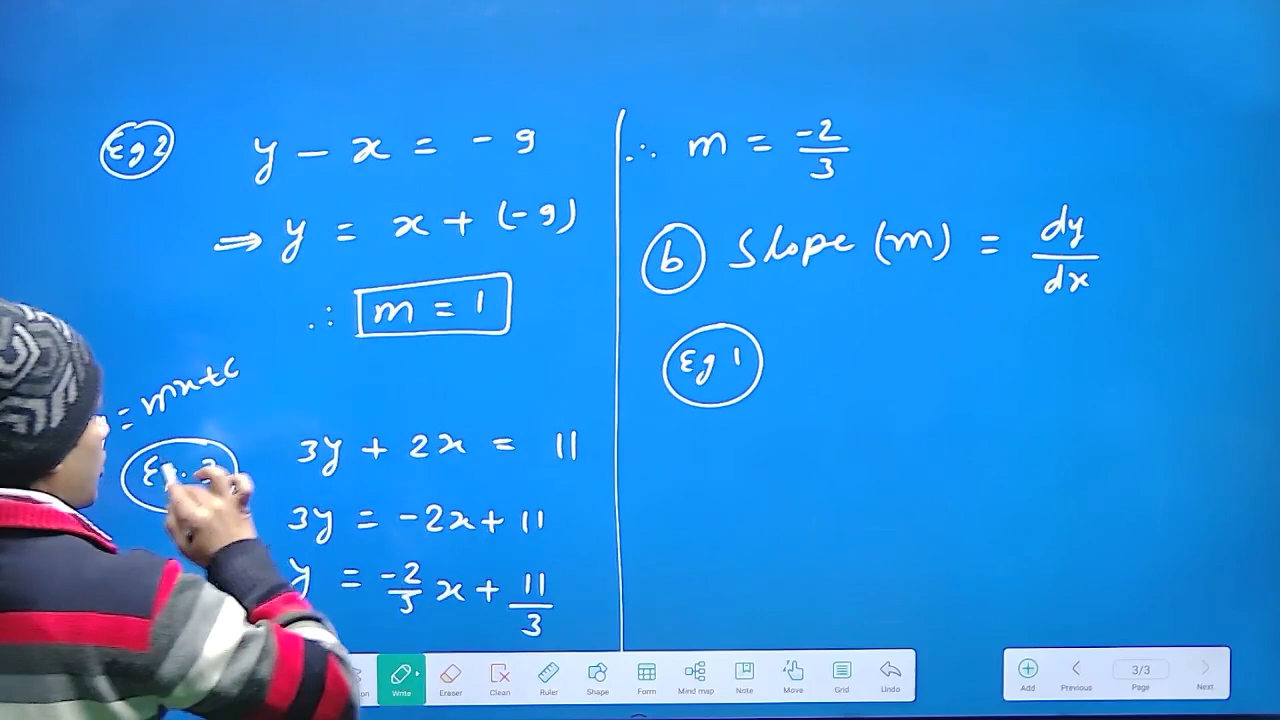 Eg 2
y - x = - 9
⇒ y = x + (-9)
∴ m = 1
= mx+c
3y + 2x = 11
3y = -2x + 11
y = -2/3 x + 11/3
∴ m = -2/3
b Slope (m) = dy/dx
Eg 1
Write
Eraser
Clean
Ruler
Shape
Form
Mind map
Note
Move
Grid
Undo
Add
Previous
3/3
Page
Next